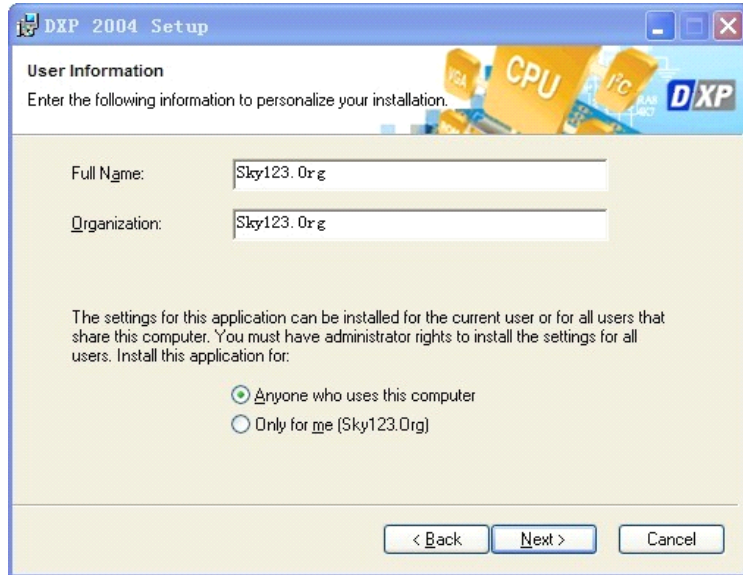 DXP 2004 Setup
User Information
Enter the following information to personalize your installation.
VGA
CPU
I²C
DXP
Full Name:
Sky123.Org
Organization:
Sky123.Org
The settings for this application can be installed for the current user or for all users that
share this computer. You must have administrator rights to install the settings for all
users. Install this application for:
Anyone who uses this computer
Only for me (Sky123.Org)
< Back
Next >
Cancel